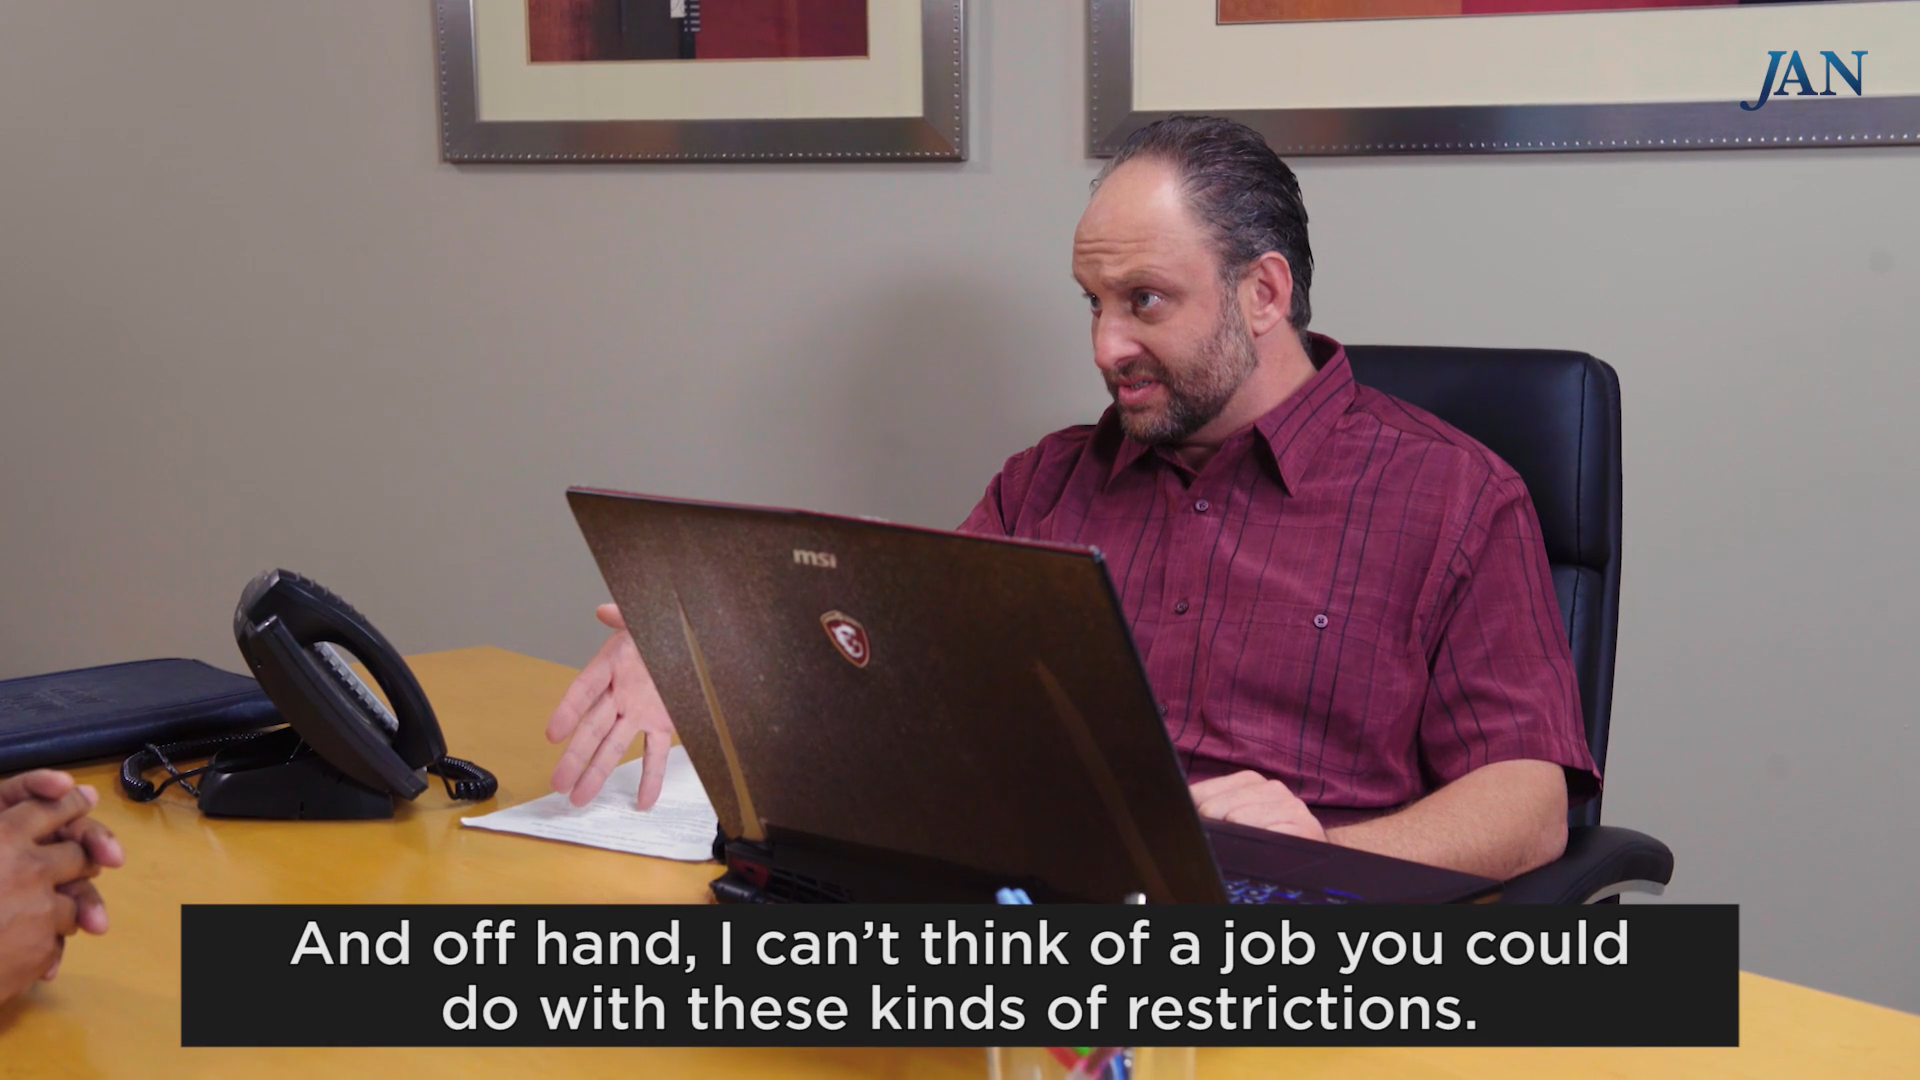 JAN
msi
And off hand, I can’t think of a job you could
do with these kinds of restrictions.